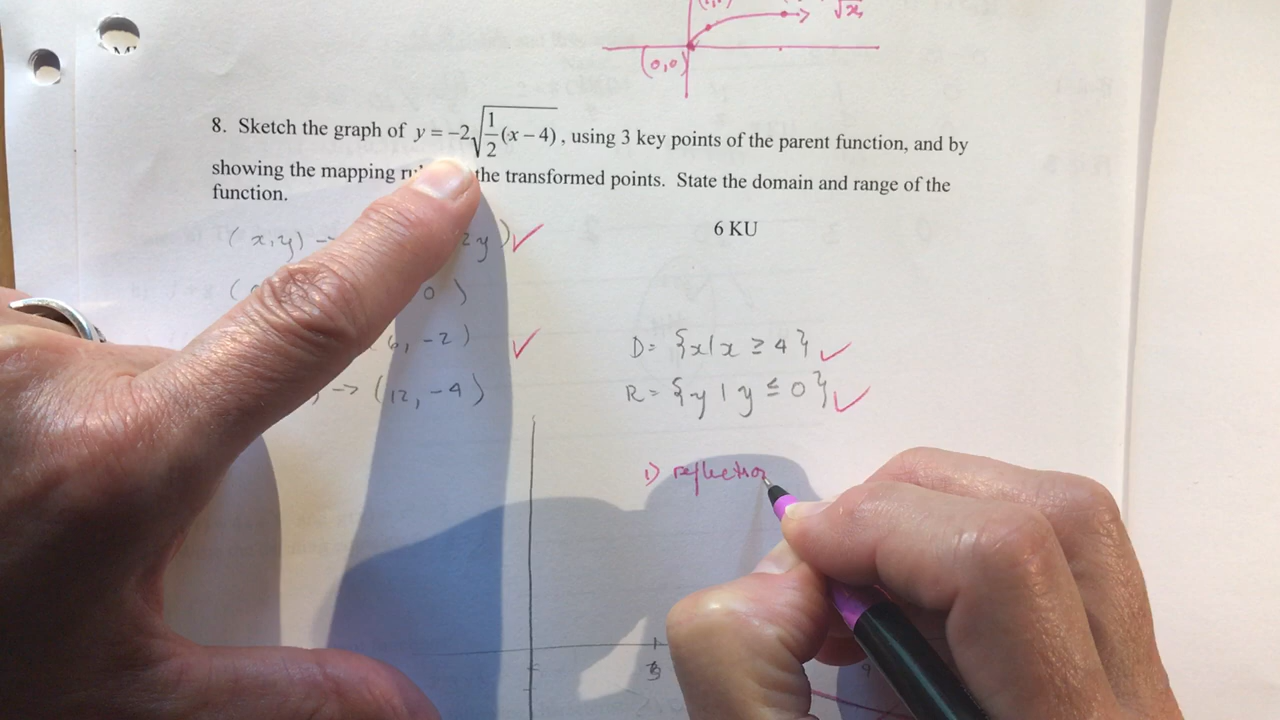 √x
(0,0)
8. Sketch the graph of y = -2√(1/2(x - 4)), using 3 key points of the parent function, and by
showing the mapping the transformed points. State the domain and range of the
function.
6 KU
(x,y) 2y) ✓
0)
6, -2) ✓
-> (12, -4)
D= {x|x ≥ 4} ✓
R= {y | y ≤ 0} ✓
1) reflection